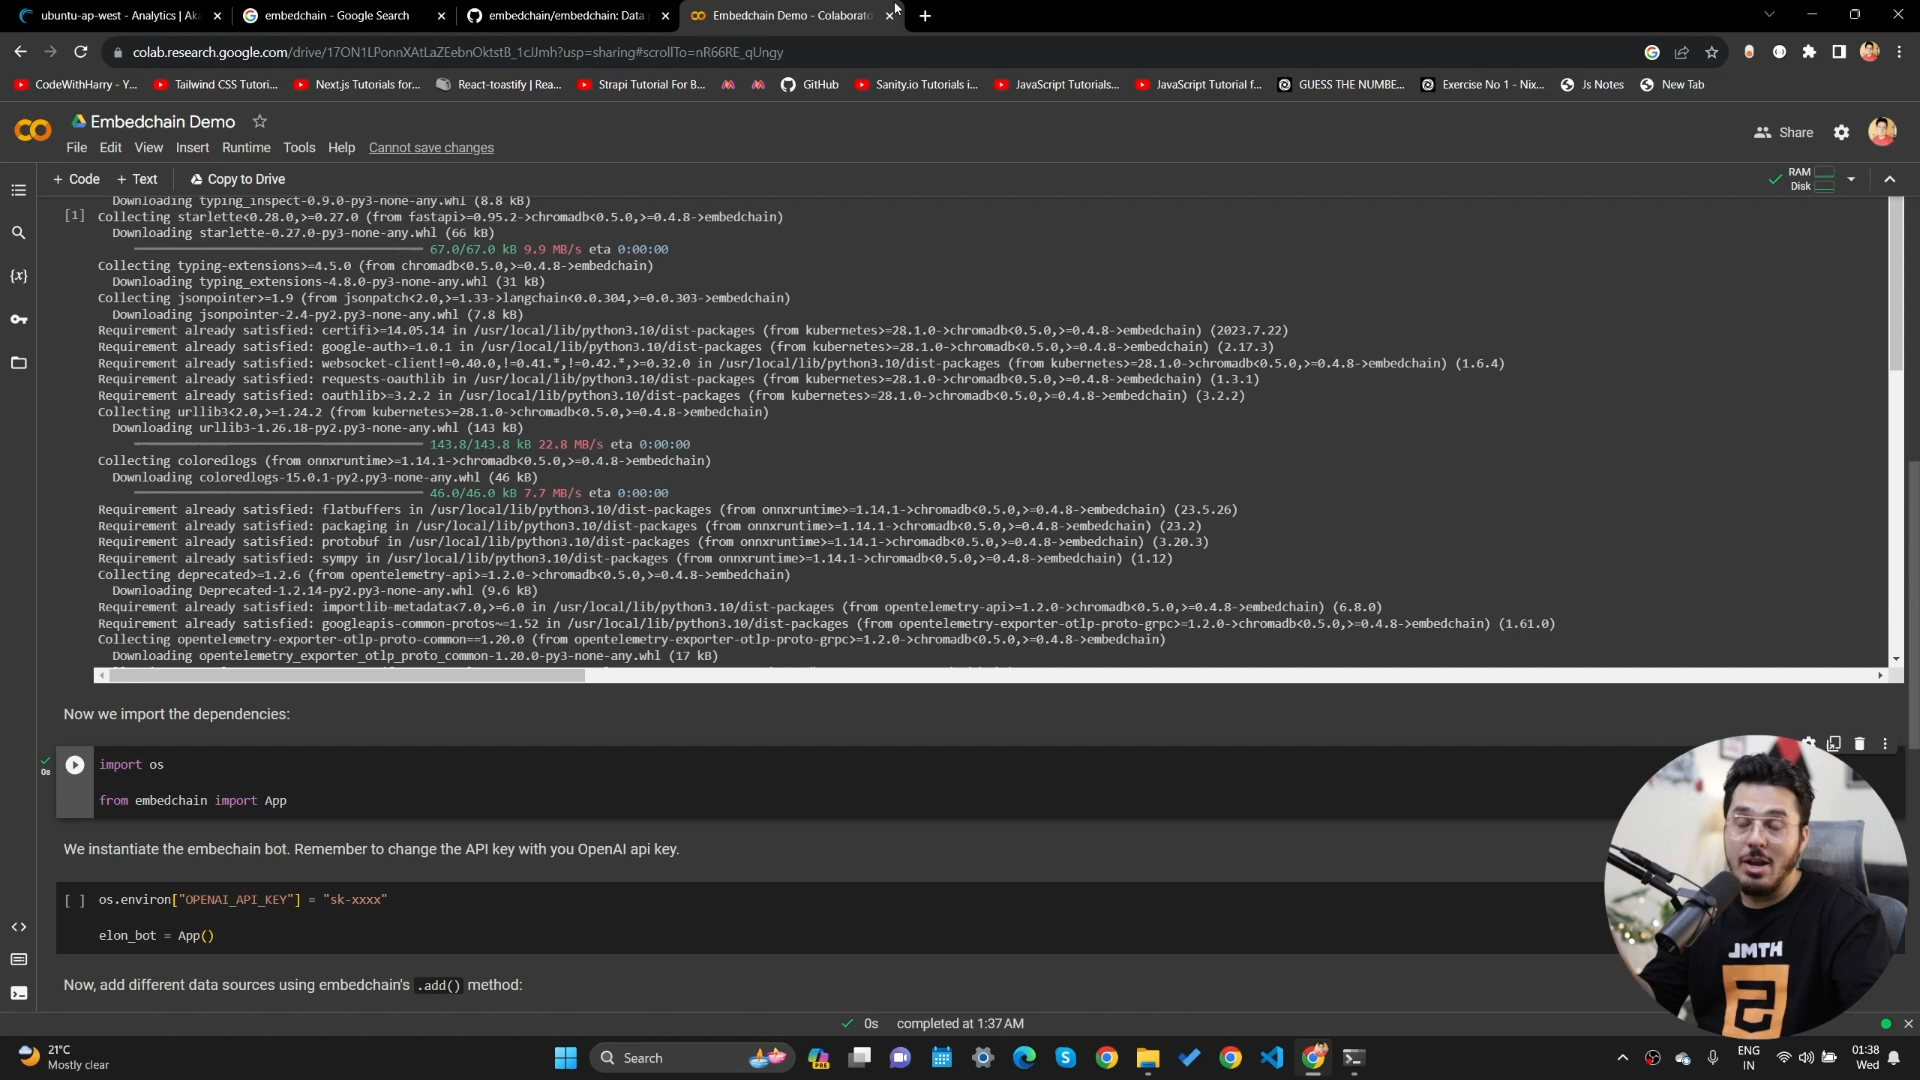 ubuntu-ap-west - Analytics | Aka
embedchain - Google Search
embedchain/embedchain: Data
Embedchain Demo - Colaborato
colab.research.google.com/drive/17ON1LPonnXAtLaZEebnOktstB_1cJJmh?usp=sharing#scrollTo=nR66RE_qUngy
CodeWithHarry - Y...
Tailwind CSS Tutori...
Next.js Tutorials for...
React-toastify | Rea...
Strapi Tutorial For B...
GitHub
Sanity.io Tutorials i...
JavaScript Tutorials...
JavaScript Tutorial f...
GUESS THE NUMBE...
Exercise No 1 - Nix...
Js Notes
New Tab
Embedchain Demo
Share
File Edit View Insert Runtime Tools Help Cannot save changes
+ Code + Text Copy to Drive
RAM
Disk
Downloading typing_inspect-0.9.0-py3-none-any.whl (8.8 kB)
[1] Collecting starlette<0.28.0,>=0.27.0 (from fastapi>=0.95.2->chromadb<0.5.0,>=0.4.8->embedchain)
Downloading starlette-0.27.0-py3-none-any.whl (66 kB)
67.0/67.0 kB 9.9 MB/s eta 0:00:00
Collecting typing-extensions>=4.5.0 (from chromadb<0.5.0,>=0.4.8->embedchain)
Downloading typing_extensions-4.8.0-py3-none-any.whl (31 kB)
Collecting jsonpointer>=1.9 (from jsonpatch<2.0,>=1.33->langchain<0.0.304,>=0.0.303->embedchain)
Downloading jsonpointer-2.4-py2.py3-none-any.whl (7.8 kB)
Requirement already satisfied: certifi>=14.05.14 in /usr/local/lib/python3.10/dist-packages (from kubernetes>=28.1.0->chromadb<0.5.0,>=0.4.8->embedchain) (2023.7.22)
Requirement already satisfied: google-auth>=1.0.1 in /usr/local/lib/python3.10/dist-packages (from kubernetes>=28.1.0->chromadb<0.5.0,>=0.4.8->embedchain) (2.17.3)
Requirement already satisfied: websocket-client!=0.40.0,!=0.41.*,!=0.42.*,>=0.32.0 in /usr/local/lib/python3.10/dist-packages (from kubernetes>=28.1.0->chromadb<0.5.0,>=0.4.8->embedchain) (1.6.4)
Requirement already satisfied: requests-oauthlib in /usr/local/lib/python3.10/dist-packages (from kubernetes>=28.1.0->chromadb<0.5.0,>=0.4.8->embedchain) (1.3.1)
Requirement already satisfied: oauthlib>=3.2.2 in /usr/local/lib/python3.10/dist-packages (from kubernetes>=28.1.0->chromadb<0.5.0,>=0.4.8->embedchain) (3.2.2)
Collecting urllib3<2.0,>=1.24.2 (from kubernetes>=28.1.0->chromadb<0.5.0,>=0.4.8->embedchain)
Downloading urllib3-1.26.18-py2.py3-none-any.whl (143 kB)
143.8/143.8 kB 22.8 MB/s eta 0:00:00
Collecting coloredlogs (from onnxruntime>=1.14.1->chromadb<0.5.0,>=0.4.8->embedchain)
Downloading coloredlogs-15.0.1-py2.py3-none-any.whl (46 kB)
46.0/46.0 kB 7.7 MB/s eta 0:00:00
Requirement already satisfied: flatbuffers in /usr/local/lib/python3.10/dist-packages (from onnxruntime>=1.14.1->chromadb<0.5.0,>=0.4.8->embedchain) (23.5.26)
Requirement already satisfied: packaging in /usr/local/lib/python3.10/dist-packages (from onnxruntime>=1.14.1->chromadb<0.5.0,>=0.4.8->embedchain) (23.2)
Requirement already satisfied: protobuf in /usr/local/lib/python3.10/dist-packages (from onnxruntime>=1.14.1->chromadb<0.5.0,>=0.4.8->embedchain) (3.20.3)
Requirement already satisfied: sympy in /usr/local/lib/python3.10/dist-packages (from onnxruntime>=1.14.1->chromadb<0.5.0,>=0.4.8->embedchain) (1.12)
Collecting deprecated>=1.2.6 (from opentelemetry-api>=1.2.0->chromadb<0.5.0,>=0.4.8->embedchain)
Downloading Deprecated-1.2.14-py2.py3-none-any.whl (9.6 kB)
Requirement already satisfied: importlib-metadata<7.0,>=6.0 in /usr/local/lib/python3.10/dist-packages (from opentelemetry-api>=1.2.0->chromadb<0.5.0,>=0.4.8->embedchain) (6.8.0)
Requirement already satisfied: googleapis-common-protos~=1.52 in /usr/local/lib/python3.10/dist-packages (from opentelemetry-exporter-otlp-proto-grpc>=1.2.0->chromadb<0.5.0,>=0.4.8->embedchain) (1.61.0)
Collecting opentelemetry-exporter-otlp-proto-common==1.20.0 (from opentelemetry-exporter-otlp-proto-grpc>=1.2.0->chromadb<0.5.0,>=0.4.8->embedchain)
Downloading opentelemetry_exporter_otlp_proto_common-1.20.0-py3-none-any.whl (17 kB)
Now we import the dependencies:
0s
import os
from embedchain import App
We instantiate the embechain bot. Remember to change the API key with you OpenAI api key.
[ ] os.environ["OPENAI_API_KEY"] = "sk-xxxx"
elon_bot = App()
Now, add different data sources using embedchain's .add() method:
JMTH
0s completed at 1:37 AM
21°C
Mostly clear
Search
PRE
ENG
IN
01:38
Wed